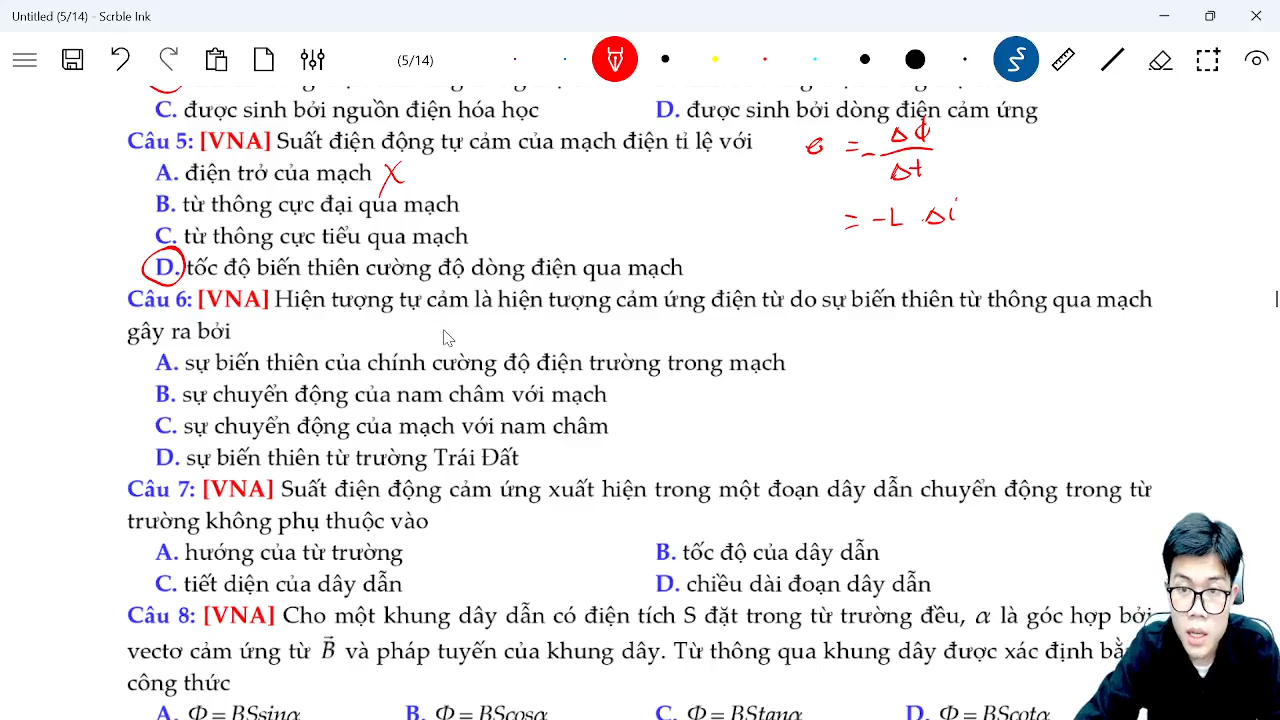 Untitled (5/14) - Scrble Ink
(5/14)
C. được sinh bởi nguồn điện hóa học
D. được sinh bởi dòng điện cảm ứng
Câu 5: [VNA] Suất điện động tự cảm của mạch điện tỉ lệ với
e = - ΔΦ / Δt
A. điện trở của mạch X
B. từ thông cực đại qua mạch
= -L Δi
C. từ thông cực tiểu qua mạch
D. tốc độ biến thiên cường độ dòng điện qua mạch
Câu 6: [VNA] Hiện tượng tự cảm là hiện tượng cảm ứng điện từ do sự biến thiên từ thông qua mạch
gây ra bởi
A. sự biến thiên của chính cường độ điện trường trong mạch
B. sự chuyển động của nam châm với mạch
C. sự chuyển động của mạch với nam châm
D. sự biến thiên từ trường Trái Đất
Câu 7: [VNA] Suất điện động cảm ứng xuất hiện trong một đoạn dây dẫn chuyển động trong từ
trường không phụ thuộc vào
A. hướng của từ trường
B. tốc độ của dây dẫn
C. tiết diện của dây dẫn
D. chiều dài đoạn dây dẫn
Câu 8: [VNA] Cho một khung dây dẫn có điện tích S đặt trong từ trường đều, α là góc hợp bởi
vectơ cảm ứng từ B⃗ và pháp tuyến của khung dây. Từ thông qua khung dây được xác định
công thức
A. Φ = BSsinα
B. Φ = BScosα
C. Φ = BStanα
D. Φ = BScotα